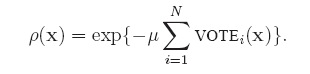 ρ(x) = exp{−μ ∑_{i=1}^{N} VOTE_i(x)}.